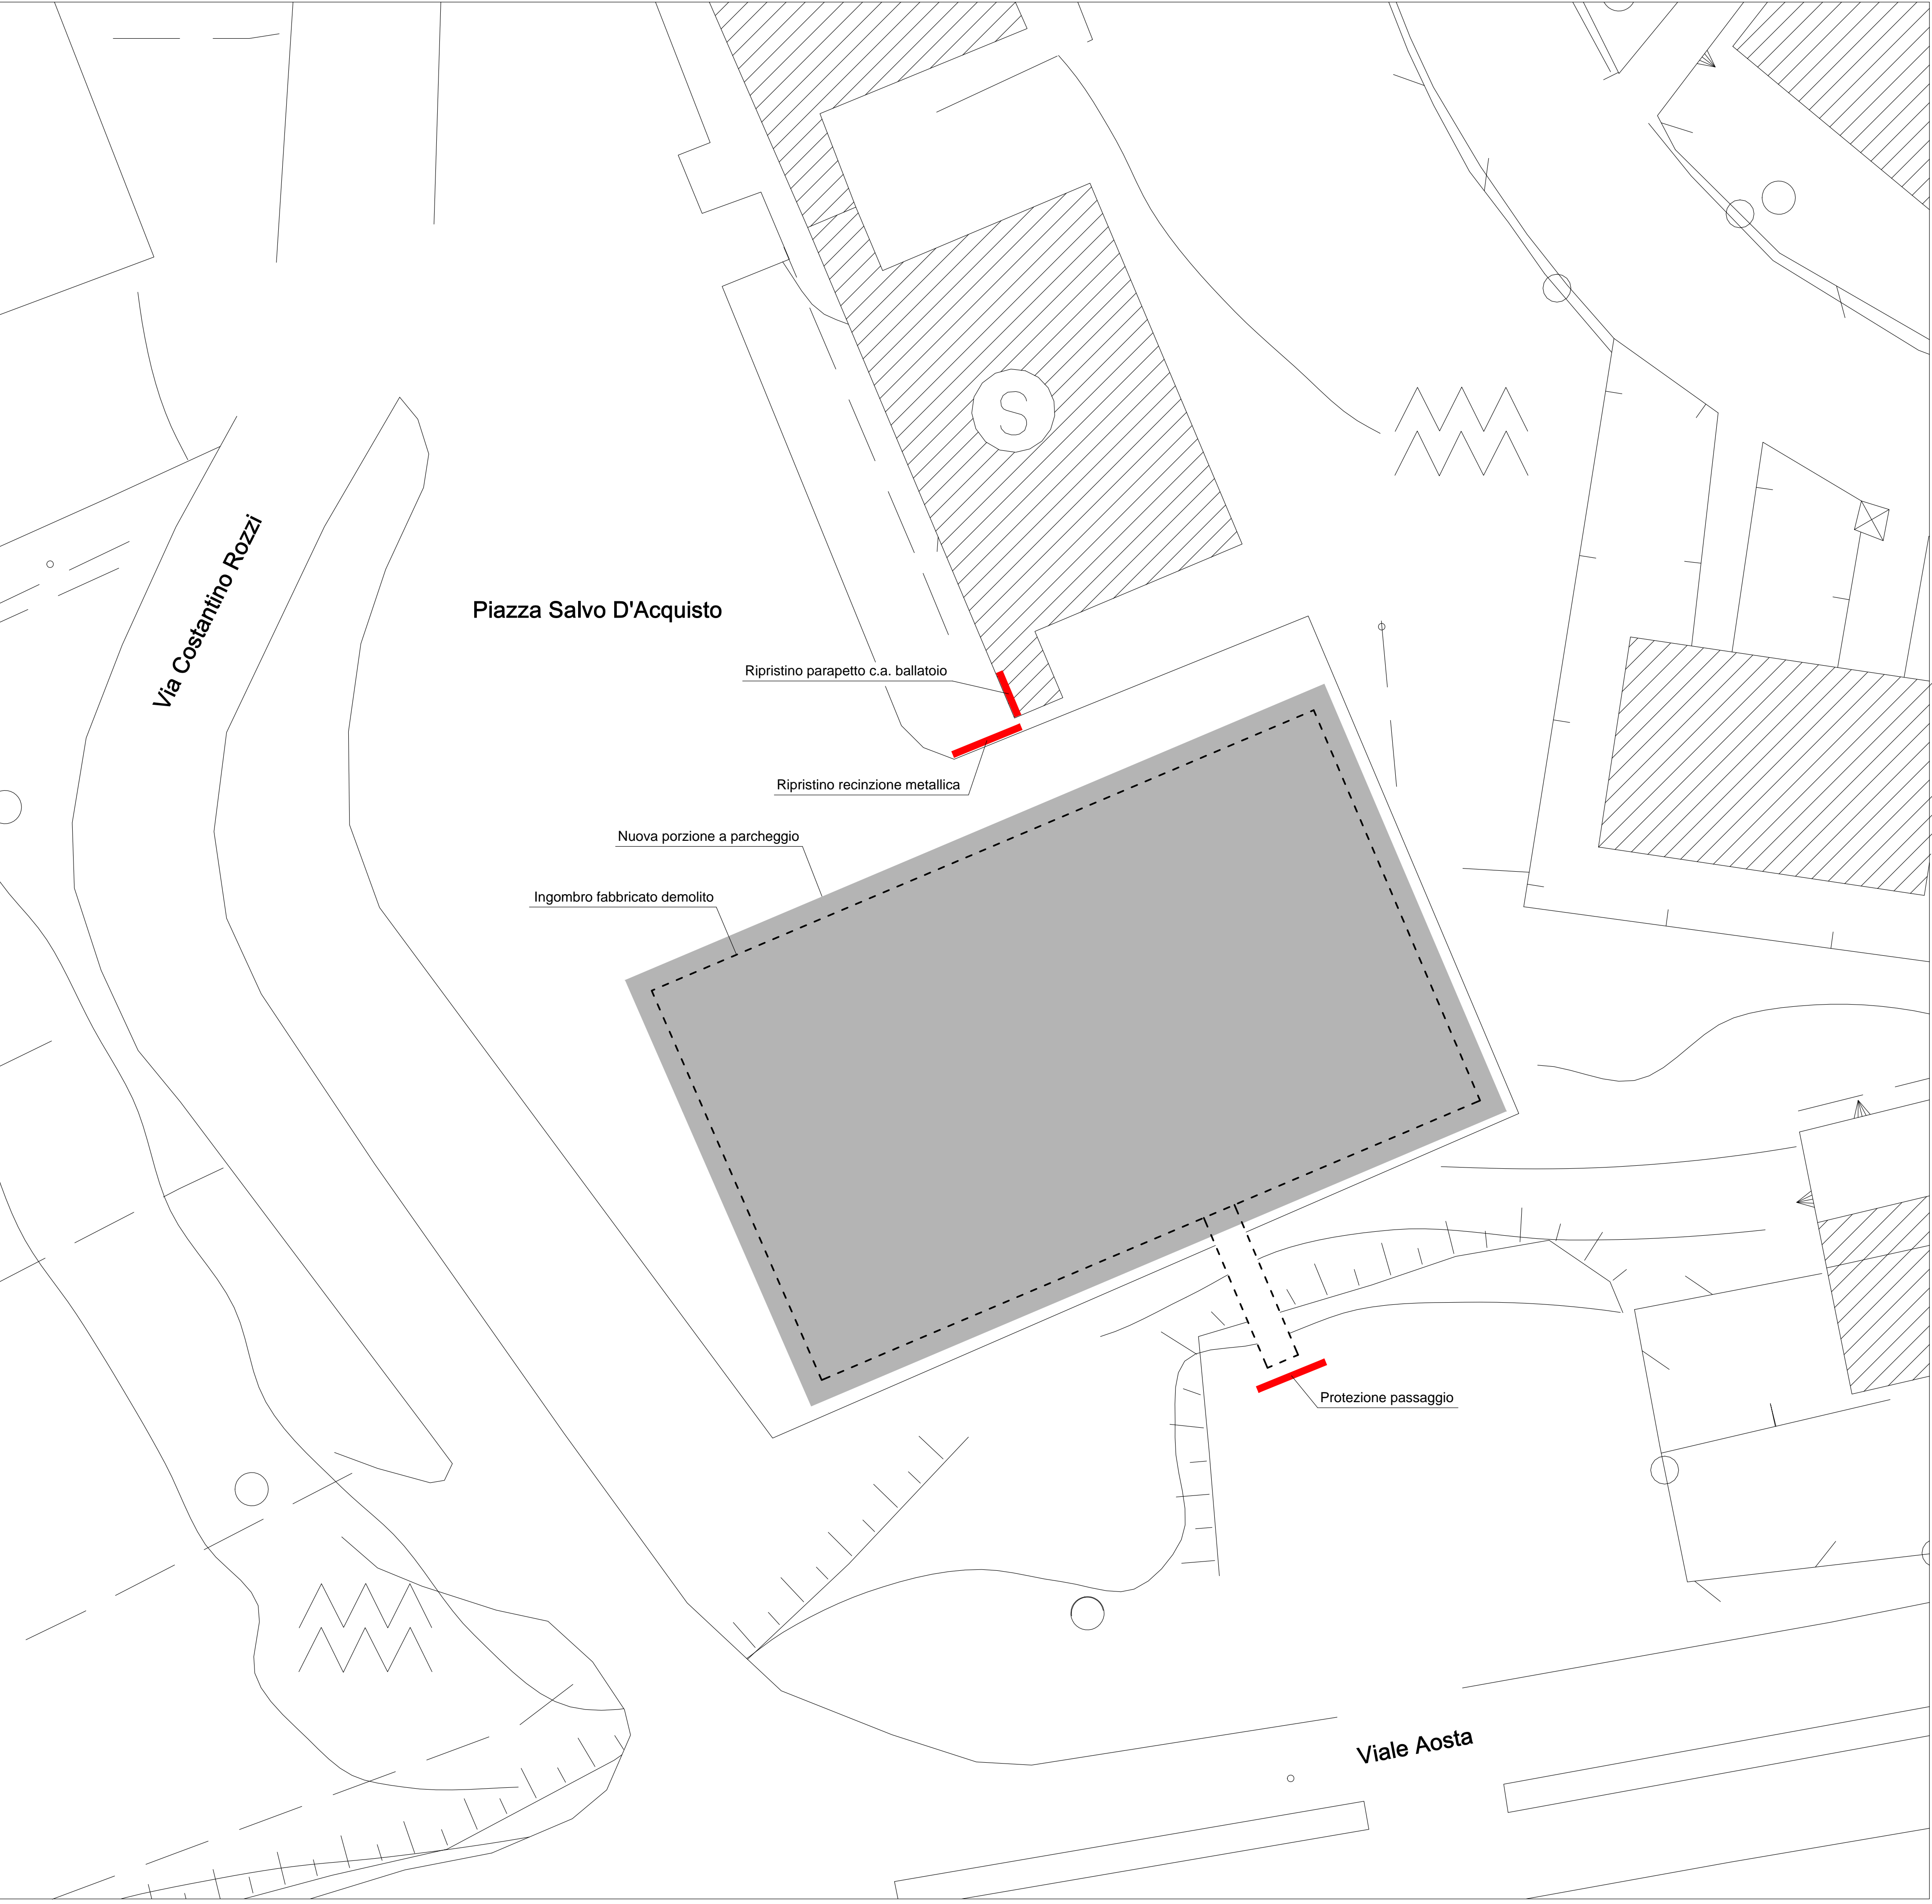 S
Via Costantino Rozzi
Piazza Salvo D'Acquisto
Ripristino parapetto c.a. ballatoio
Ripristino recinzione metallica
Nuova porzione a parcheggio
Ingombro fabbricato demolito
Protezione passaggio
Viale Aosta